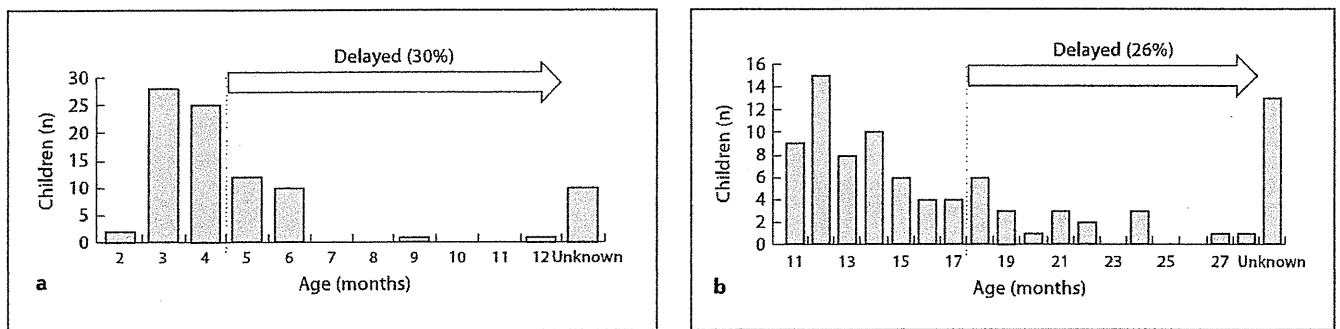 Delayed (30%)
30
25
20
15
10
5
0
Children (n)
2 3 4 5 6 7 8 9 10 11 12 Unknown
Age (months)
a
Delayed (26%)
16
14
12
10
8
6
4
2
0
Children (n)
11 13 15 17 19 21 23 25 27 Unknown
Age (months)
b